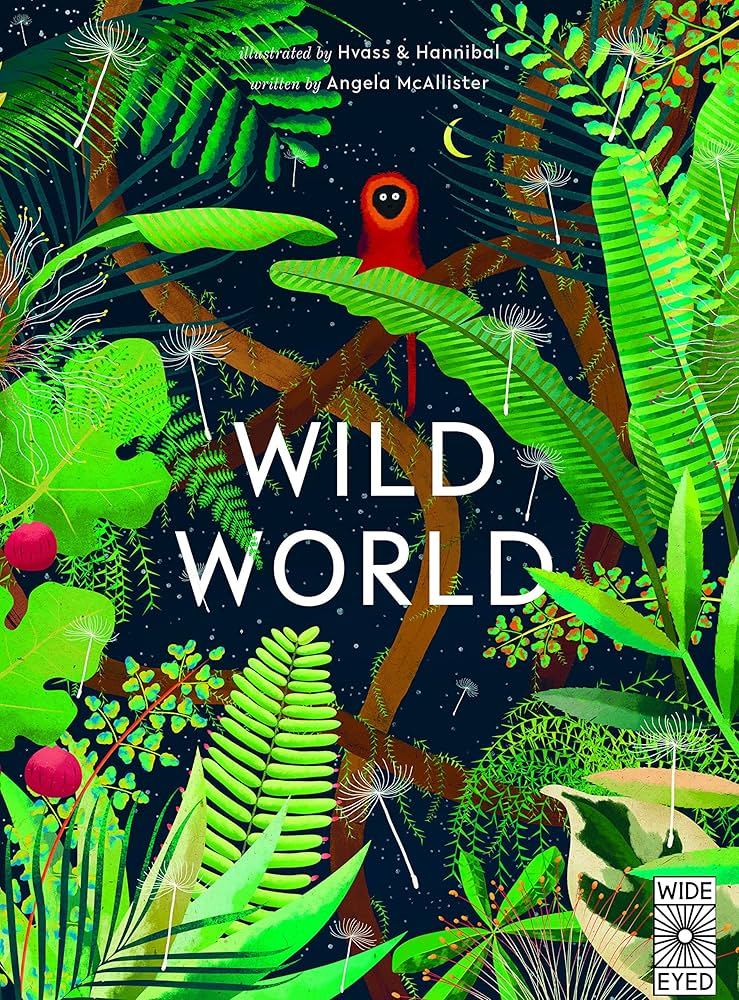 illustrated by Hvass & Hannibal
written by Angela McAllister
WILD
WORLD
WIDE
EYED